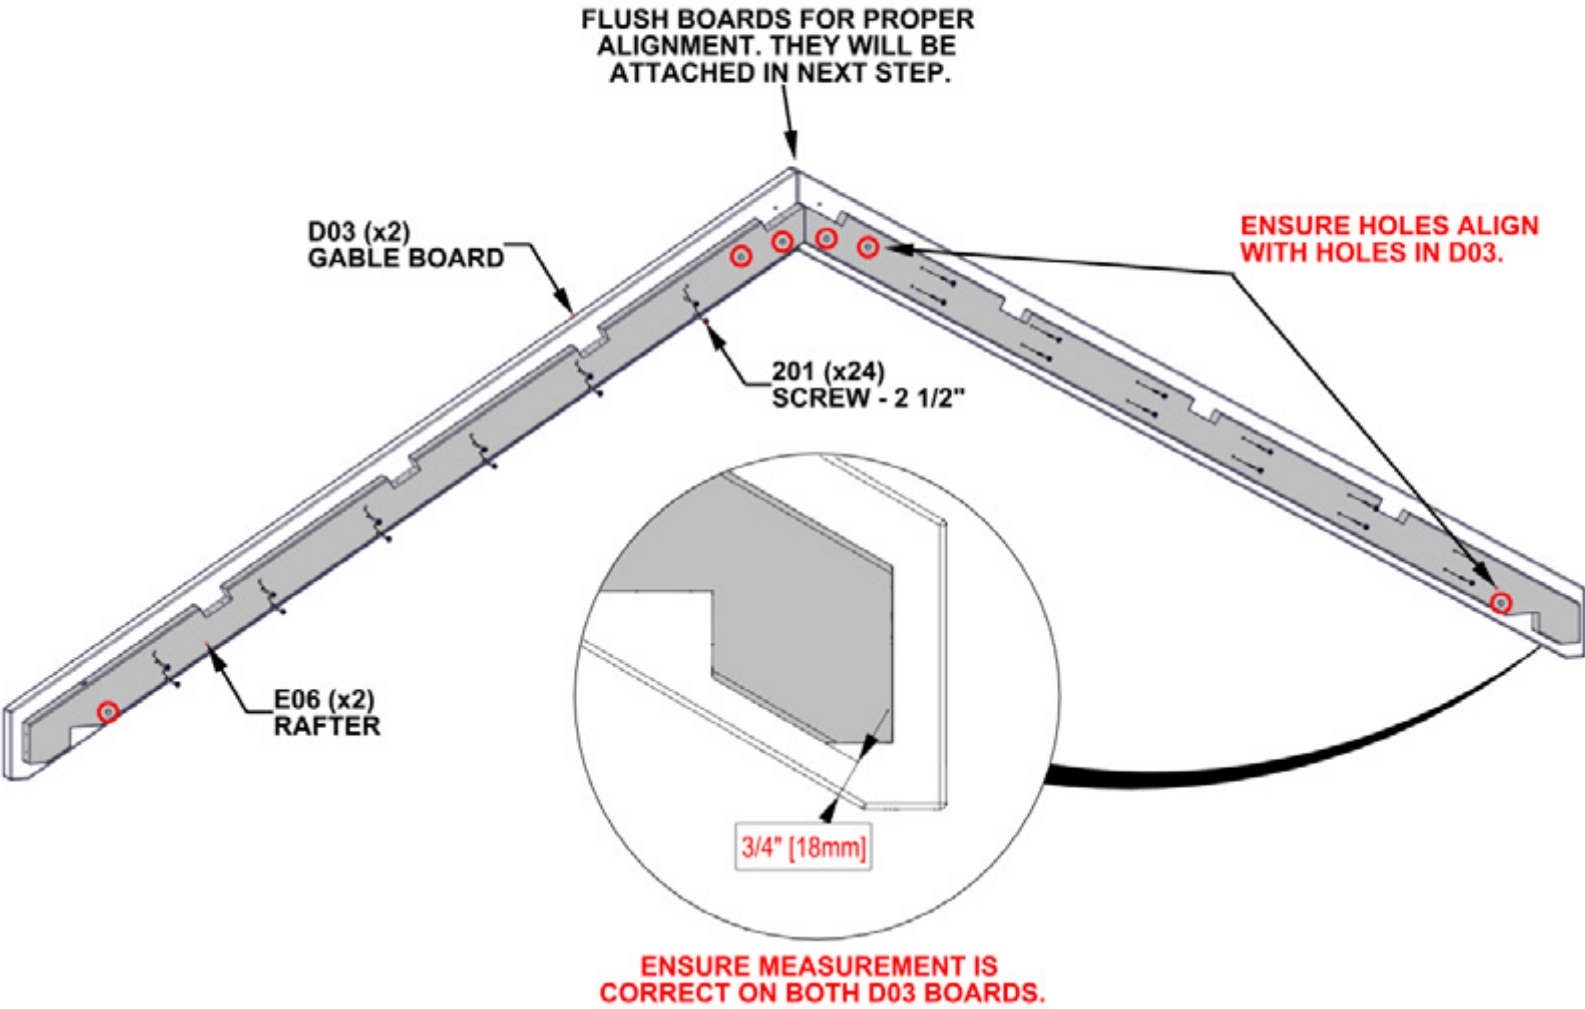 FLUSH BOARDS FOR PROPER
ALIGNMENT. THEY WILL BE
ATTACHED IN NEXT STEP.
D03 (x2)
GABLE BOARD
ENSURE HOLES ALIGN
WITH HOLES IN D03.
201 (x24)
SCREW - 2 1/2"
E06 (x2)
RAFTER
3/4" [18mm]
ENSURE MEASUREMENT IS
CORRECT ON BOTH D03 BOARDS.